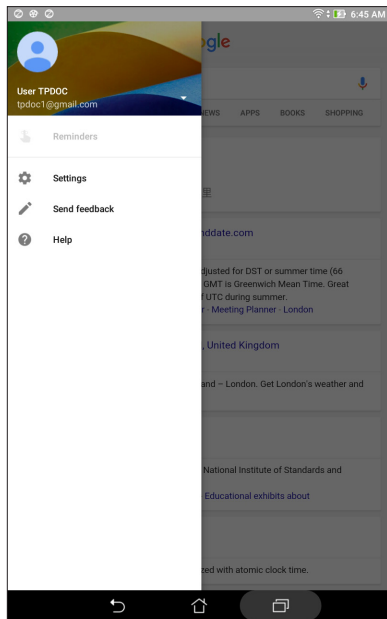 6:45 AM
ogle
User TPDOC
tpdoc1@gmail.com
EWS APPS BOOKS SHOPPING
Reminders
Settings
Send feedback
Help
里
nddate.com
djusted for DST or summer time (66
GMT is Greenwich Mean Time. Great
f UTC during summer.
r · Meeting Planner · London
, United Kingdom
and – London. Get London's weather and
National Institute of Standards and
Educational exhibits about
zed with atomic clock time.